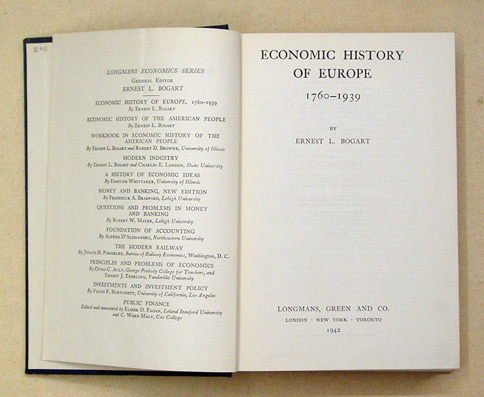 LONGMANS ECONOMICS SERIES
GENERAL EDITOR
ERNEST L. BOGART
ECONOMIC HISTORY OF EUROPE, 1760-1939
By ERNEST L. BOGART
ECONOMIC HISTORY OF THE AMERICAN PEOPLE
By ERNEST L. BOGART
WORKBOOK IN ECONOMIC HISTORY OF THE
AMERICAN PEOPLE
By ERNEST L. BOGART and ROBERT D. BROWNE, University of Illinois
MODERN INDUSTRY
By ERNEST L. BOGART and CHARLES E. LANDON, Duke University
A HISTORY OF ECONOMIC IDEAS
By EDMUND WHITTAKER, University of Illinois
MONEY AND BANKING, NEW EDITION
By FREDERICK A. BRADFORD, Lehigh University
QUESTIONS AND PROBLEMS IN MONEY
AND BANKING
By ROBERT W. MAYER, Lehigh University
FOUNDATION OF ACCOUNTING
By ALFRED D'ALESSANDRO, Northeastern University
THE MODERN RAILWAY
By JULIUS H. PARMELEE, Bureau of Railway Economics, Washington, D. C.
PRINCIPLES AND PROBLEMS OF ECONOMICS
By OTHO C. AULT, George Peabody College for Teachers, and
ERNEST J. EBERLING, Vanderbilt University
INVESTMENTS AND INVESTMENT POLICY
By FLOYD F. BURTCHETT, University of California, Los Angeles
PUBLIC FINANCE
Edited and annotated by ELMER D. FAGAN, Leland Stanford University
and C. WARD MACY, Coe College
ECONOMIC HISTORY
OF EUROPE
1760-1939
BY
ERNEST L. BOGART
LONGMANS, GREEN AND CO.
LONDON · NEW YORK · TORONTO
1942